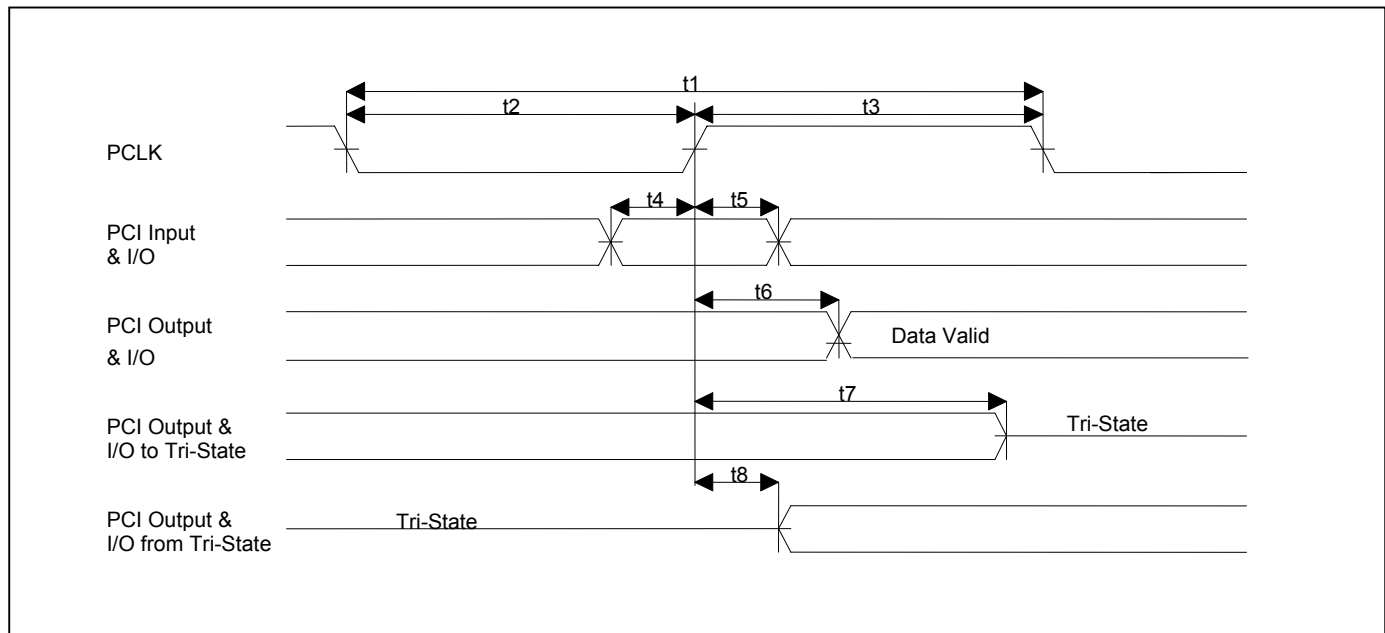 t1
t2
t3
PCLK
t4
t5
PCI Input
& I/O
t6
PCI Output
& I/O
Data Valid
t7
PCI Output &
I/O to Tri-State
Tri-State
t8
PCI Output &
I/O from Tri-State
Tri-State